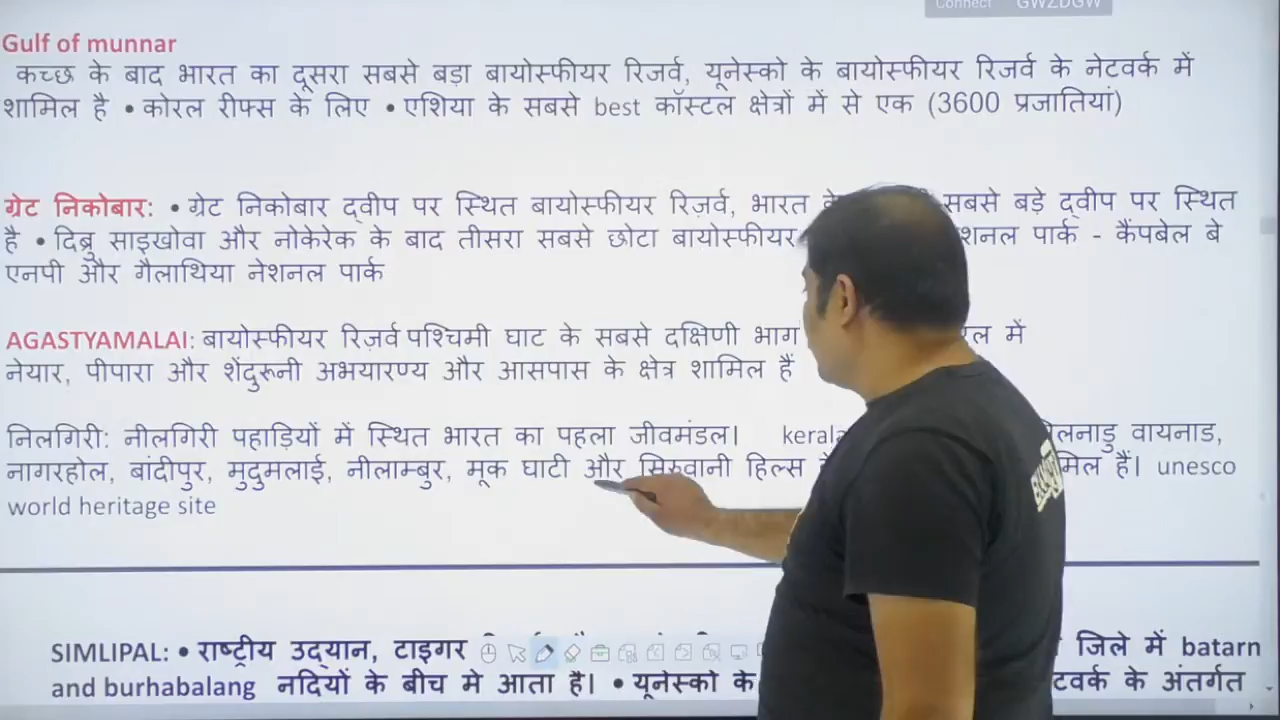 Connect GWZDGW
Gulf of munnar
कच्छ के बाद भारत का दूसरा सबसे बड़ा बायोस्फीयर रिजर्व, यूनेस्को के बायोस्फीयर रिजर्व के नेटवर्क में
शामिल है • कोरल रीफ्स के लिए • एशिया के सबसे best कॉस्टल क्षेत्रों में से एक (3600 प्रजातियां)
ग्रेट निकोबार: • ग्रेट निकोबार द्वीप पर स्थित बायोस्फीयर रिज़र्व, भारत के सबसे बड़े द्वीप पर स्थित
है • दिब्रु साइखोवा और नोकेरेक के बाद तीसरा सबसे छोटा बायोस्फीयर शनल पार्क - कैंपबेल बे
एनपी और गैलाथिया नेशनल पार्क
AGASTYAMALAI: बायोस्फीयर रिज़र्व पश्चिमी घाट के सबसे दक्षिणी भाग ल में
नेयार, पीपारा और शेंदुरूनी अभयारण्य और आसपास के क्षेत्र शामिल हैं
निलगिरी: नीलगिरी पहाड़ियों में स्थित भारत का पहला जीवमंडल। kerala लनाडु वायनाड,
नागरहोल, बांदीपुर, मुदुमलाई, नीलाम्बुर, मूक घाटी और सिरुवानी हिल्स मिल हैं। unesco
world heritage site
SIMLIPAL: • राष्ट्रीय उद्यान, टाइगर जिले में batarn
and burhabalang नदियों के बीच मे आता है। • यूनेस्को के टवर्क के अंतर्गत